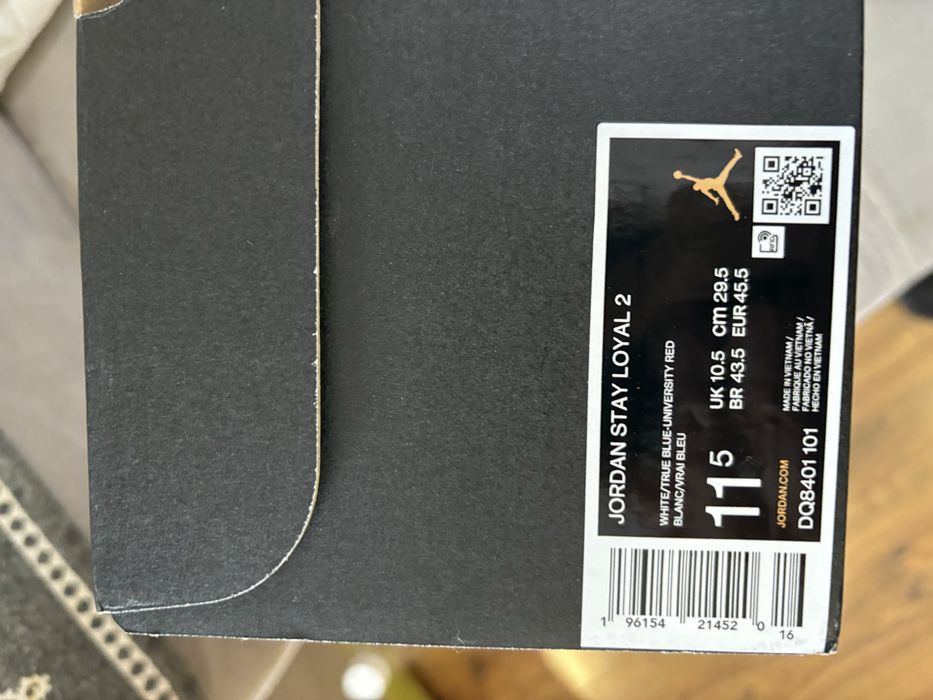 JORDAN STAY LOYAL 2
WHITE/TRUE BLUE-UNIVERSITY RED
BLANC/VRAI BLEU
11 5
UK 10.5 cm 29.5
BR 43.5 EUR 45.5
JORDAN.COM
DQ8401 101
MADE IN VIETNAM /
FABRIQUE AU VIETNAM /
FABRICADO NO VIETNÃ /
HECHO EN VIETNAM
1 96154 21452 0
16